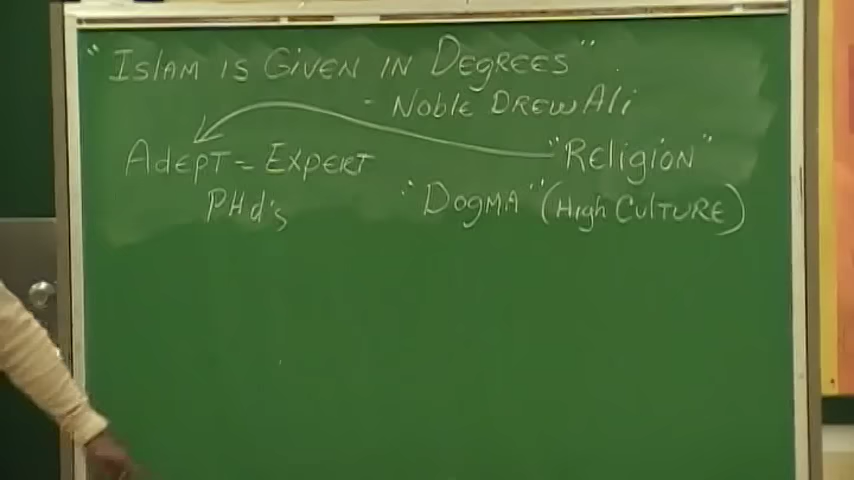 "Islam is Given in Degrees"
- Noble Drew Ali
Adept = Expert
"Religion"
PHd's
"Dogma" (High Culture)